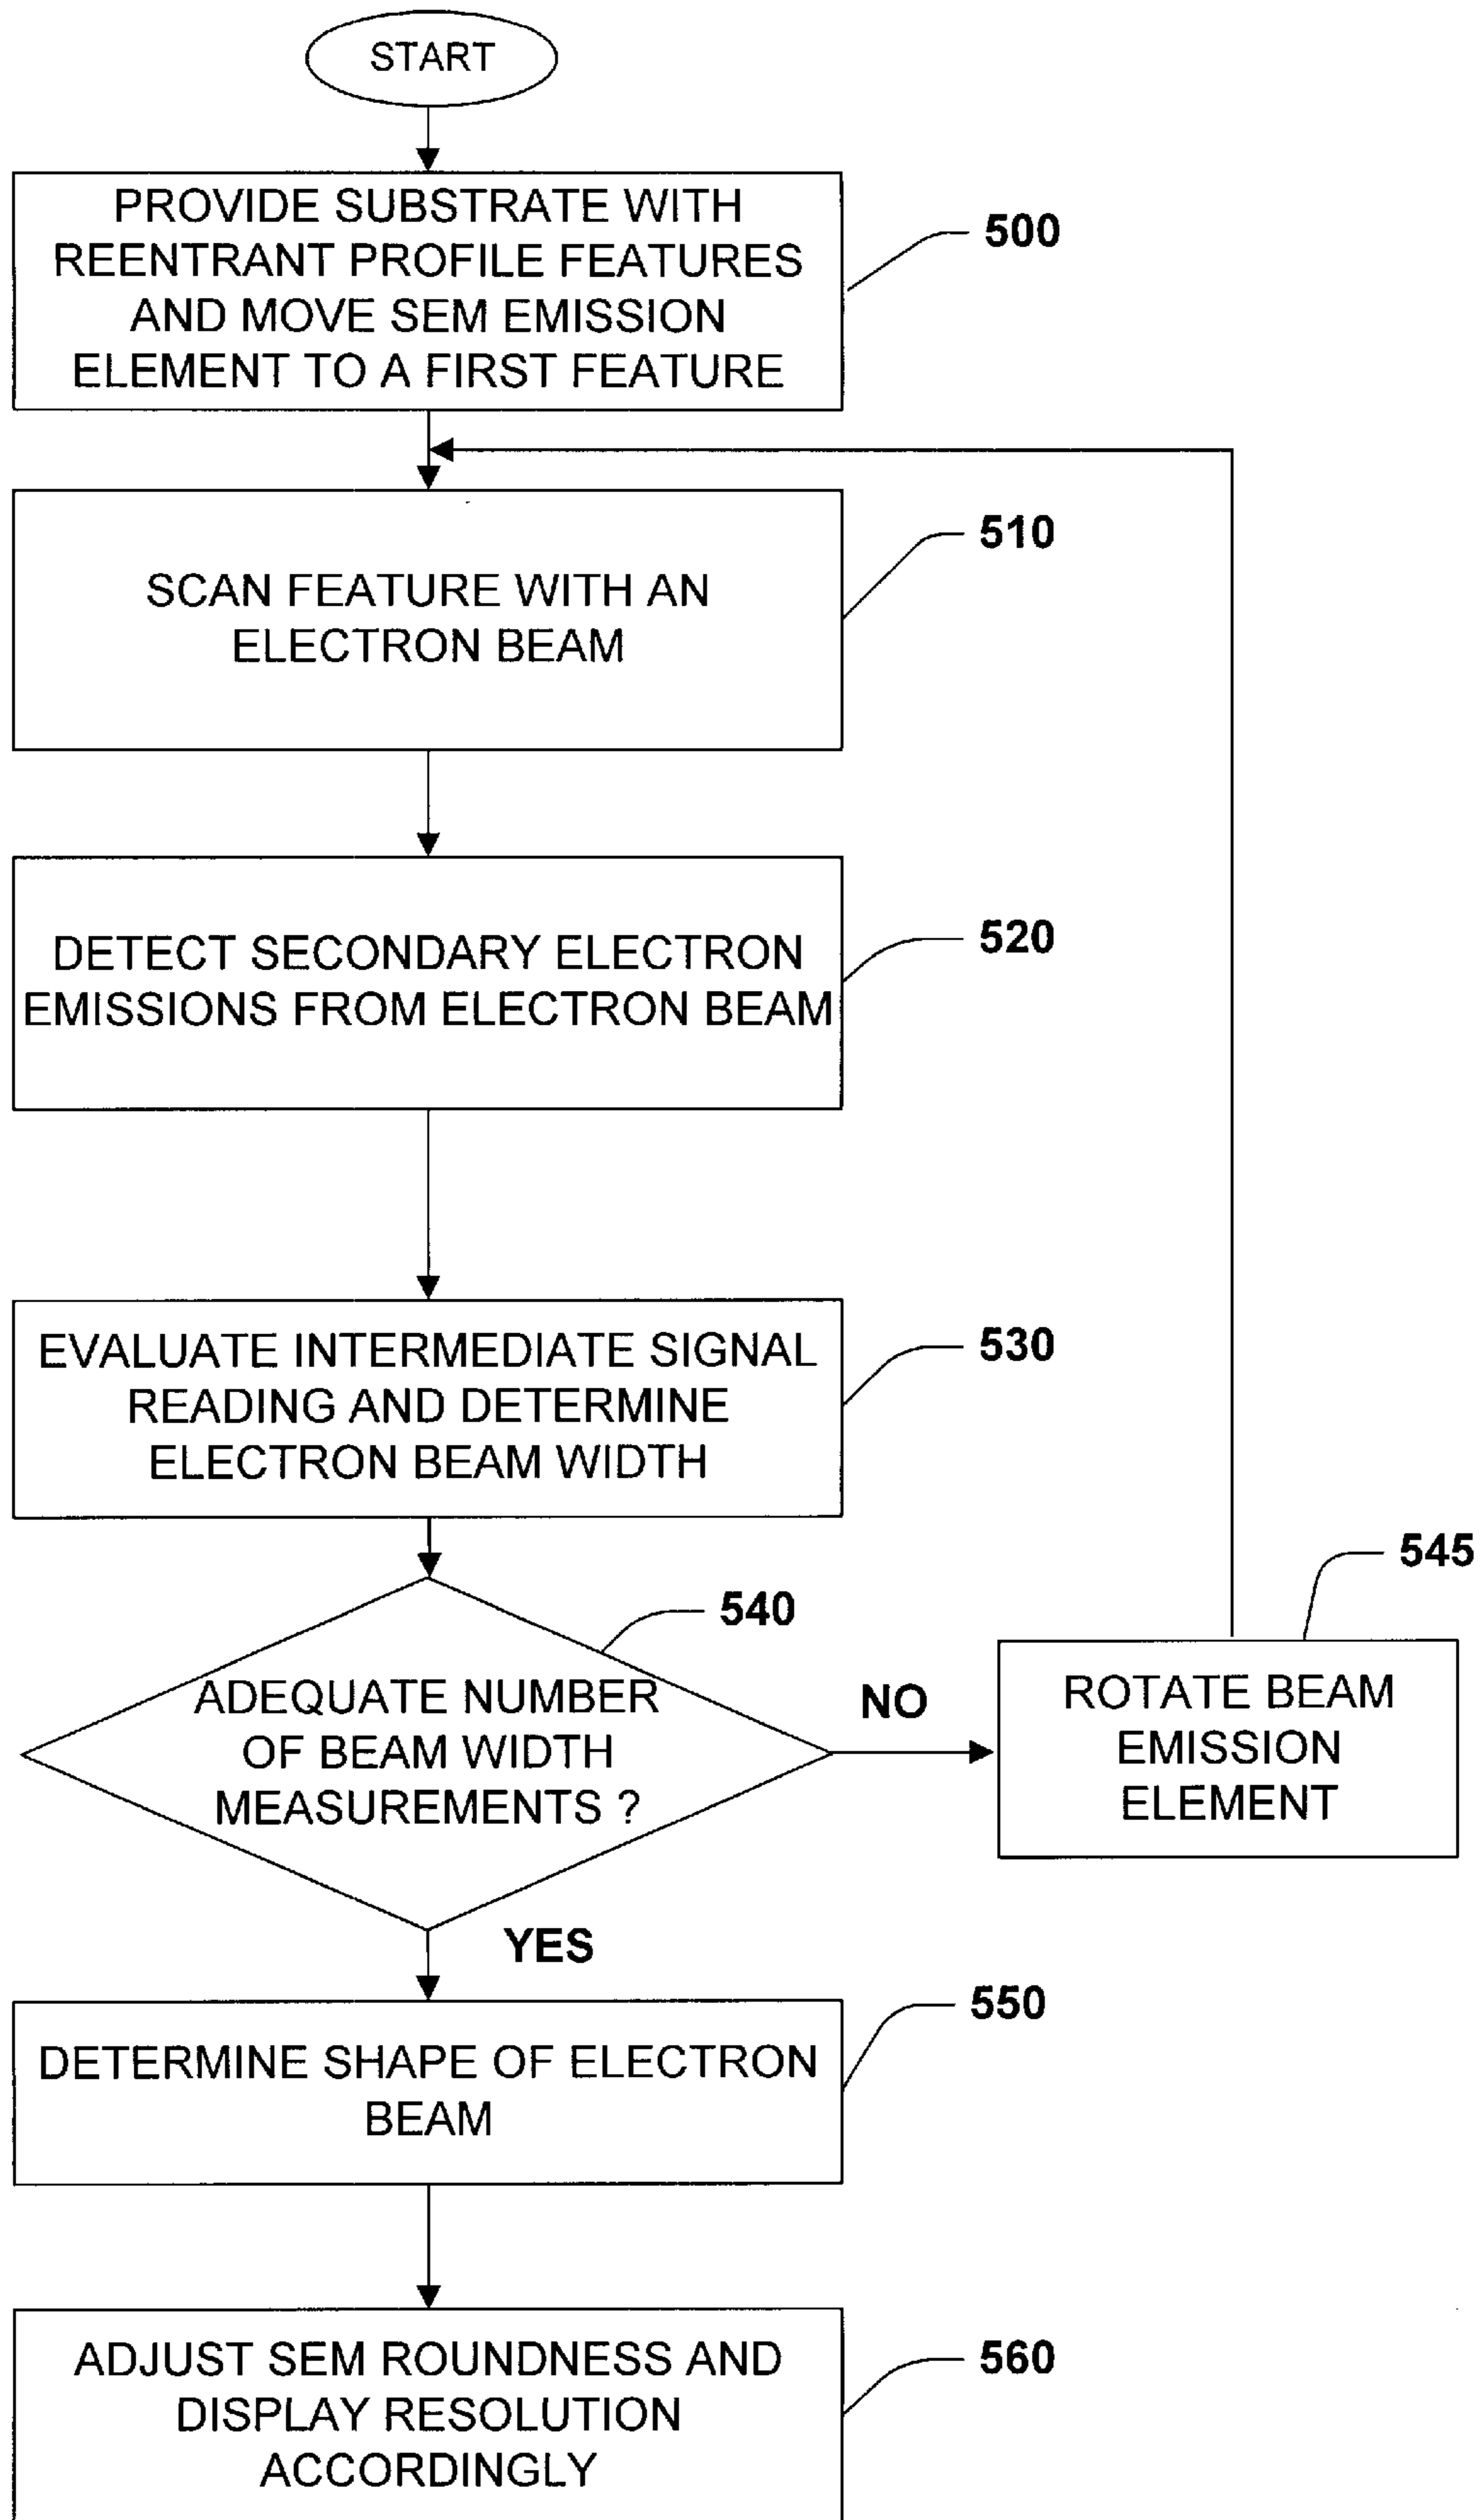 START
PROVIDE SUBSTRATE WITH
REENTRANT PROFILE FEATURES
AND MOVE SEM EMISSION
ELEMENT TO A FIRST FEATURE
500
SCAN FEATURE WITH AN
ELECTRON BEAM
510
DETECT SECONDARY ELECTRON
EMISSIONS FROM ELECTRON BEAM
520
EVALUATE INTERMEDIATE SIGNAL
READING AND DETERMINE
ELECTRON BEAM WIDTH
530
ADEQUATE NUMBER
OF BEAM WIDTH
MEASUREMENTS ?
540
NO
ROTATE BEAM
EMISSION
ELEMENT
545
YES
DETERMINE SHAPE OF ELECTRON
BEAM
550
ADJUST SEM ROUNDNESS AND
DISPLAY RESOLUTION
ACCORDINGLY
560